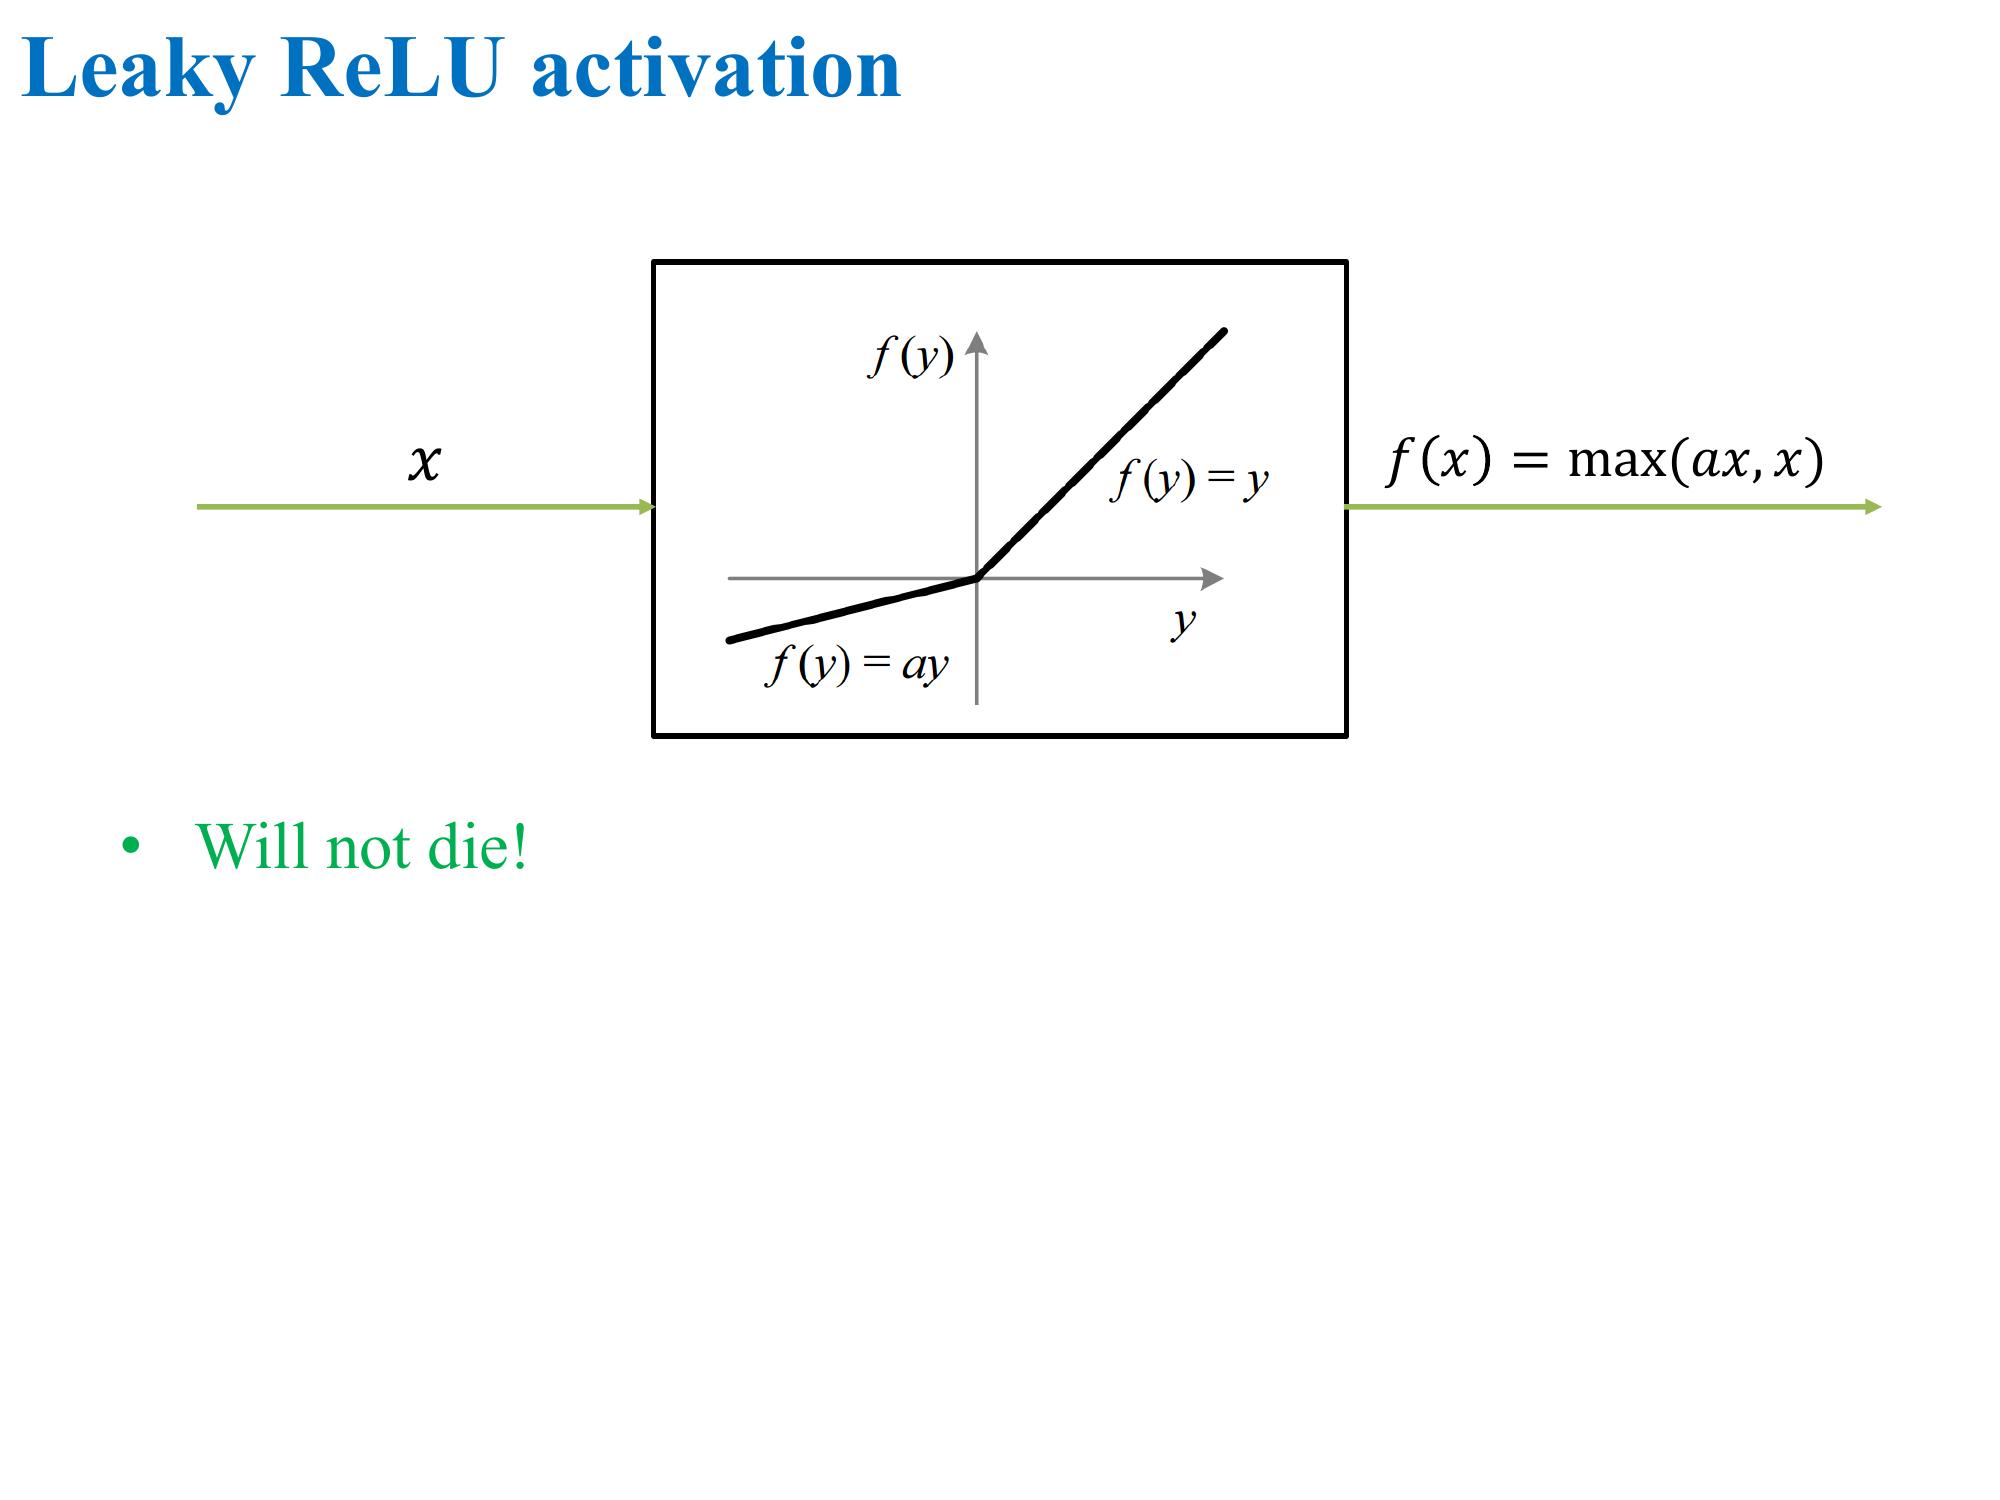 Leaky ReLU activation
f(y)
x
f(x) = max(ax, x)
f(y) = y
y
f(y) = ay
• Will not die!